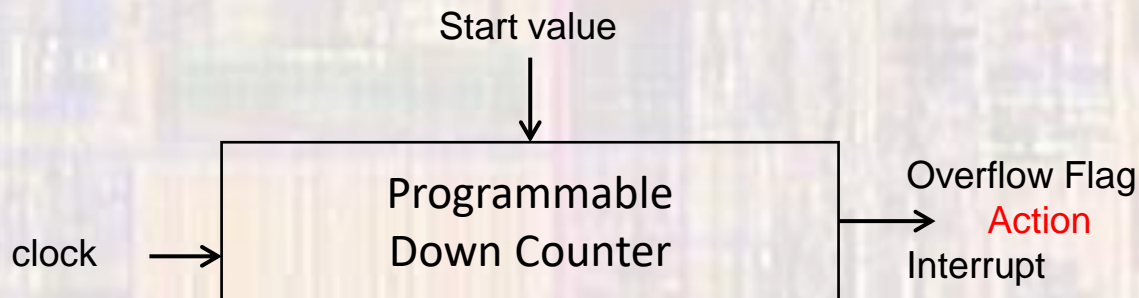 Start value
Programmable
Down Counter
clock
Overflow Flag
Action
Interrupt